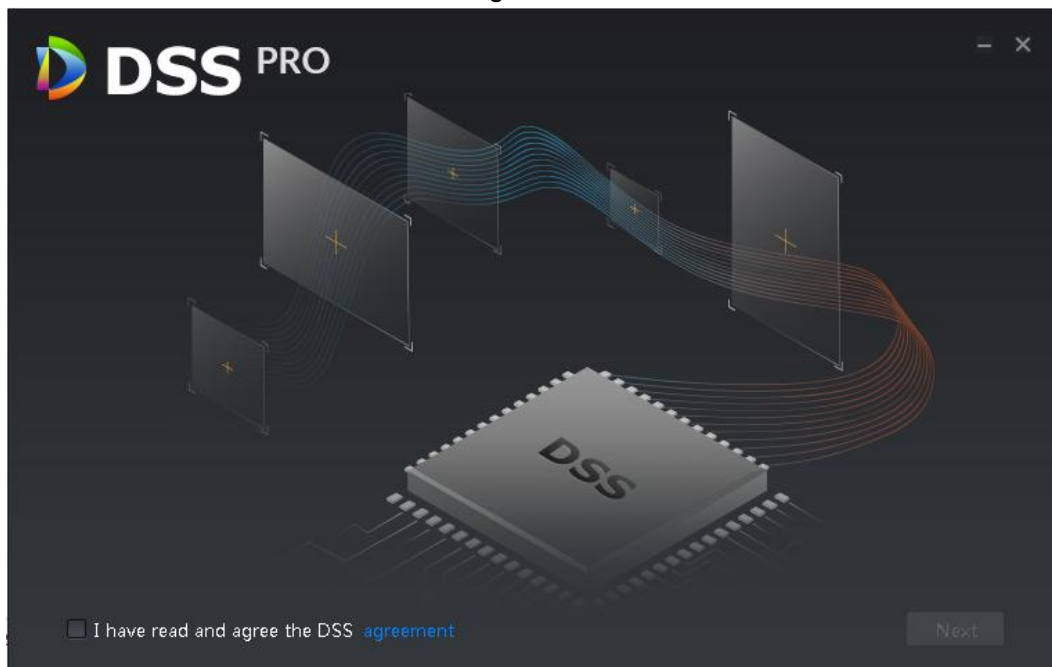 DSS PRO
DSS
I have read and agree the DSS agreement
Next